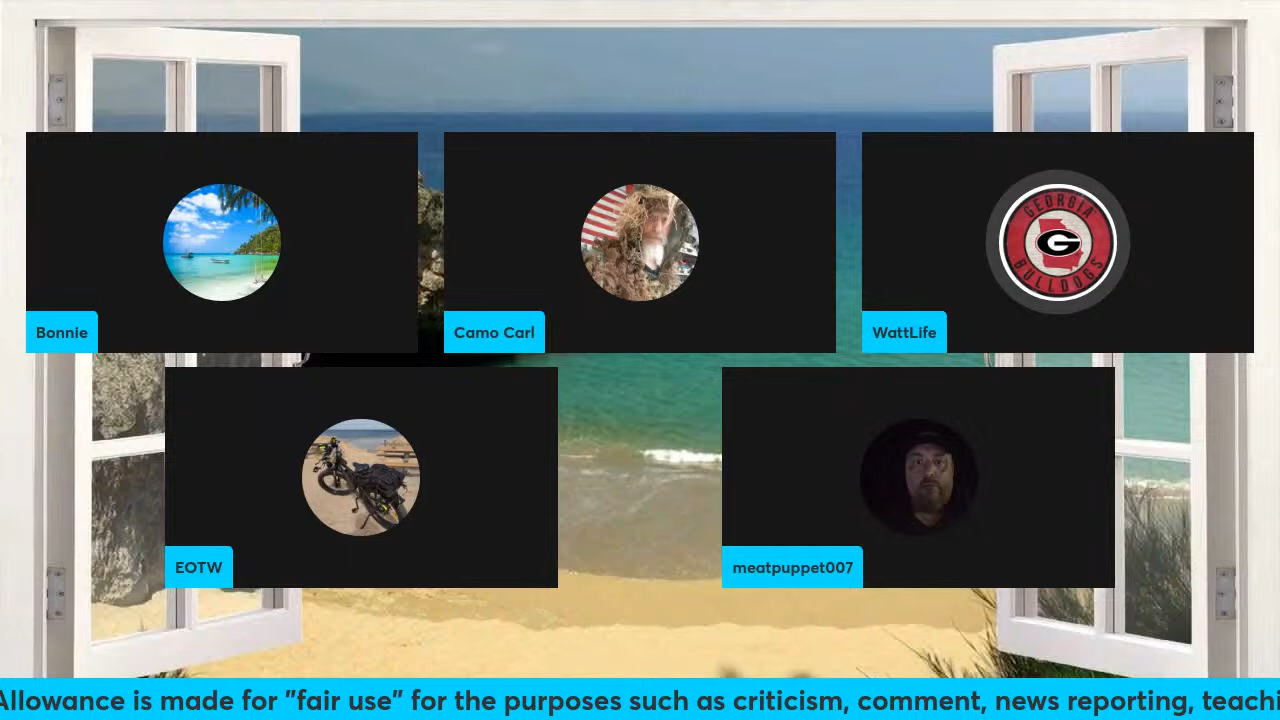 GEORGIA
G
BULLDOGS
Bonnie
Camo Carl
WattLife
EOTW
meatpuppet007
Allowance is made for "fair use" for the purposes such as criticism, comment, news reporting, teachi